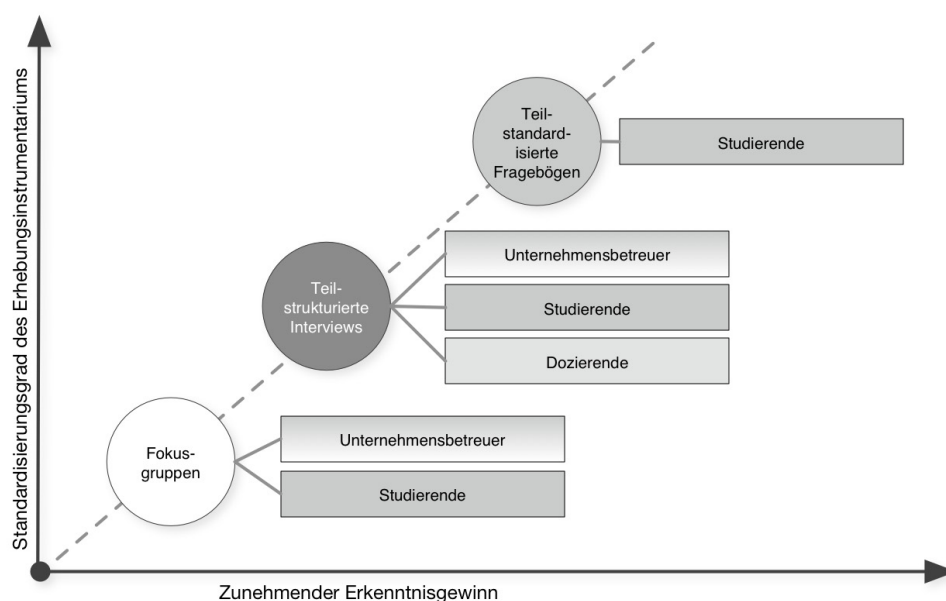 Standardisierungsgrad des Erhebungsinstrumentariums
Teil-
standard-
isierte
Fragebögen
Studierende
Teil-
strukturierte
Interviews
Unternehmensbetreuer
Studierende
Dozierende
Fokus-
gruppen
Unternehmensbetreuer
Studierende
Zunehmender Erkenntnisgewinn